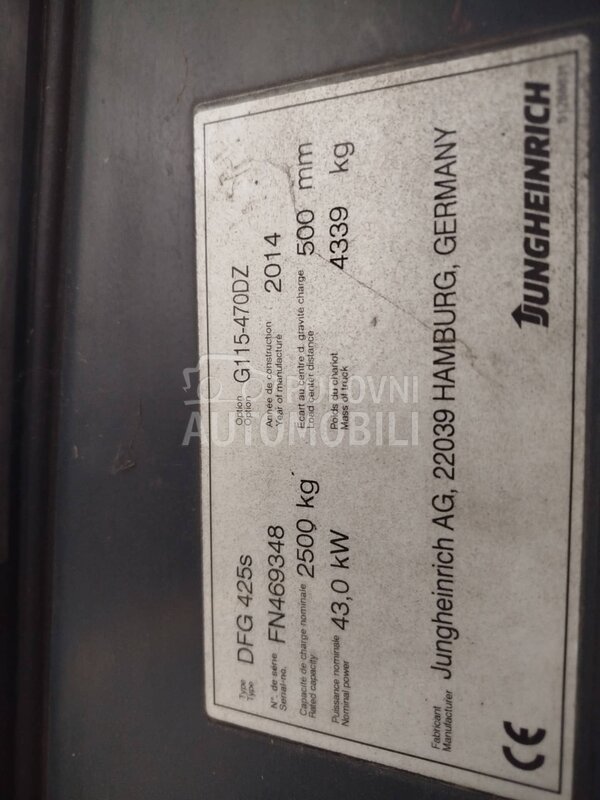 Type
Type DFG 425s
Option
Option G115-470DZ
N°. de série
Serial-no. FN469348
Année de construction
Year of manufacture 2014
Capacité de charge nominale
Rated capacity 2500 kg
Ecart au centre d. gravité charge
Load center distance 500 mm
Puissance nominale
Nominal power 43,0 kW
Poids du chariot
Mass of truck 4339 kg
Fabricant
Manufacturer Jungheinrich AG, 22039 HAMBURG, GERMANY
CE
JUNGHEINRICH
AUTOMOBILI